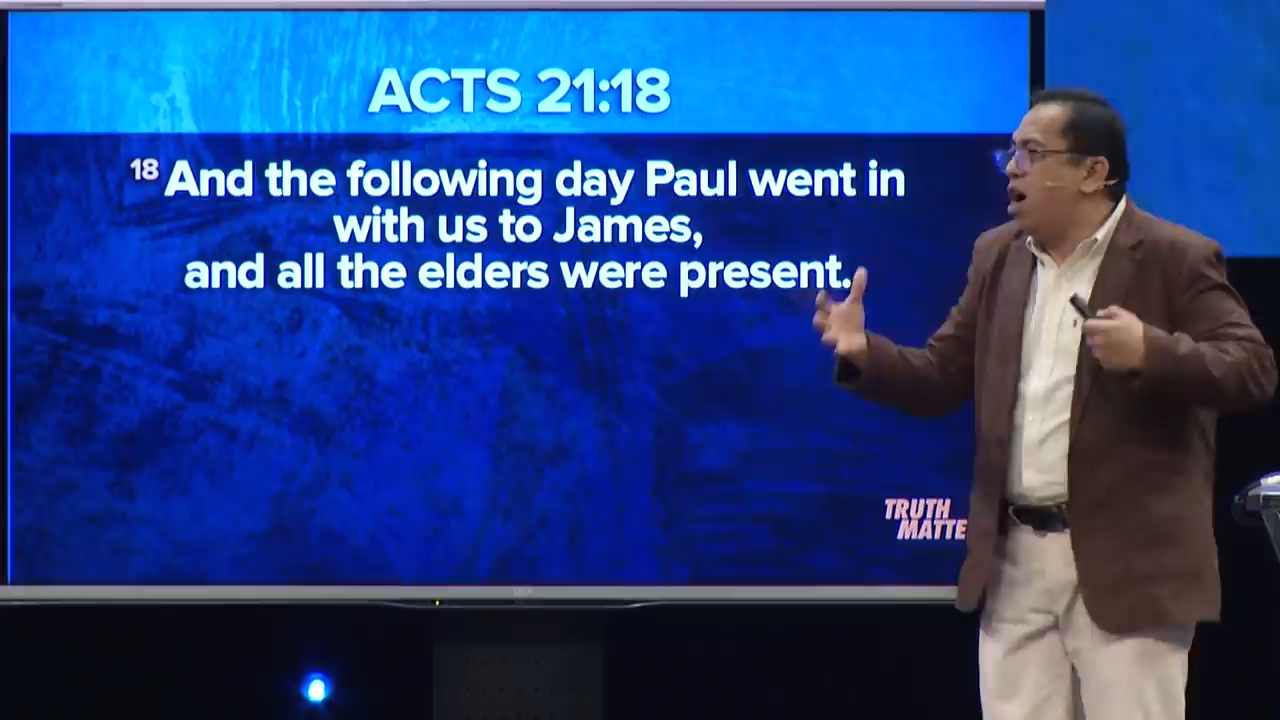 ACTS 21:18
18 And the following day Paul went in
with us to James,
and all the elders were present.
TRUTH
MATTE